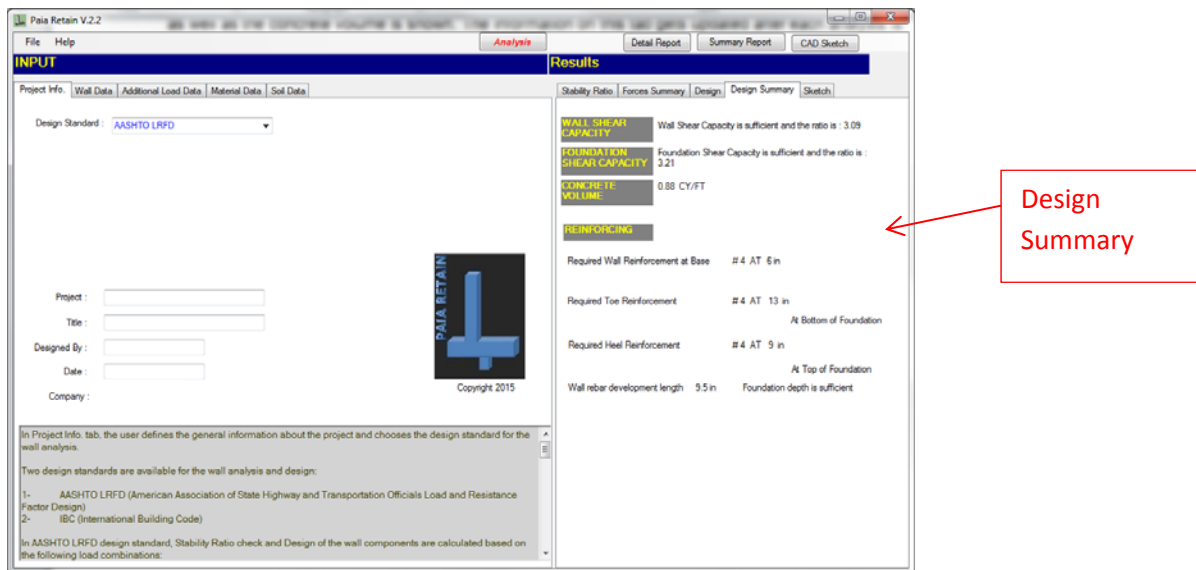 as well as the concrete volume is shown. The information on this tab gets updated after each analysis is
Paia Retain V.2.2
File Help
Analysis
Detail Report
Summary Report
CAD Sketch
INPUT
Results
Project Info. Wall Data Additional Load Data Material Data Soil Data
Stability Ratio Forces Summary Design Design Summary Sketch
Design Standard : AASHTO LRFD
PAIA RETAIN
Copyright 2015
Project :
Title :
Designed By :
Date :
Company :
In Project Info. tab, the user defines the general information about the project and chooses the design standard for the
wall analysis.
Two design standards are available for the wall analysis and design:
1- AASHTO LRFD (American Association of State Highway and Transportation Officials Load and Resistance
Factor Design)
2- IBC (International Building Code)
In AASHTO LRFD design standard, Stability Ratio check and Design of the wall components are calculated based on
the following load combinations:
WALL SHEAR
CAPACITY
Wall Shear Capacity is sufficient and the ratio is : 3.09
FOUNDATION
SHEAR CAPACITY
Foundation Shear Capacity is sufficient and the ratio is :
3.21
CONCRETE
VOLUME
0.88 CY/FT
REINFORCING
Required Wall Reinforcement at Base # 4 AT 6 in
Required Toe Reinforcement # 4 AT 13 in
At Bottom of Foundation
Required Heel Reinforcement # 4 AT 9 in
At Top of Foundation
Wall rebar development length 9.5 in Foundation depth is sufficient
Design
Summary